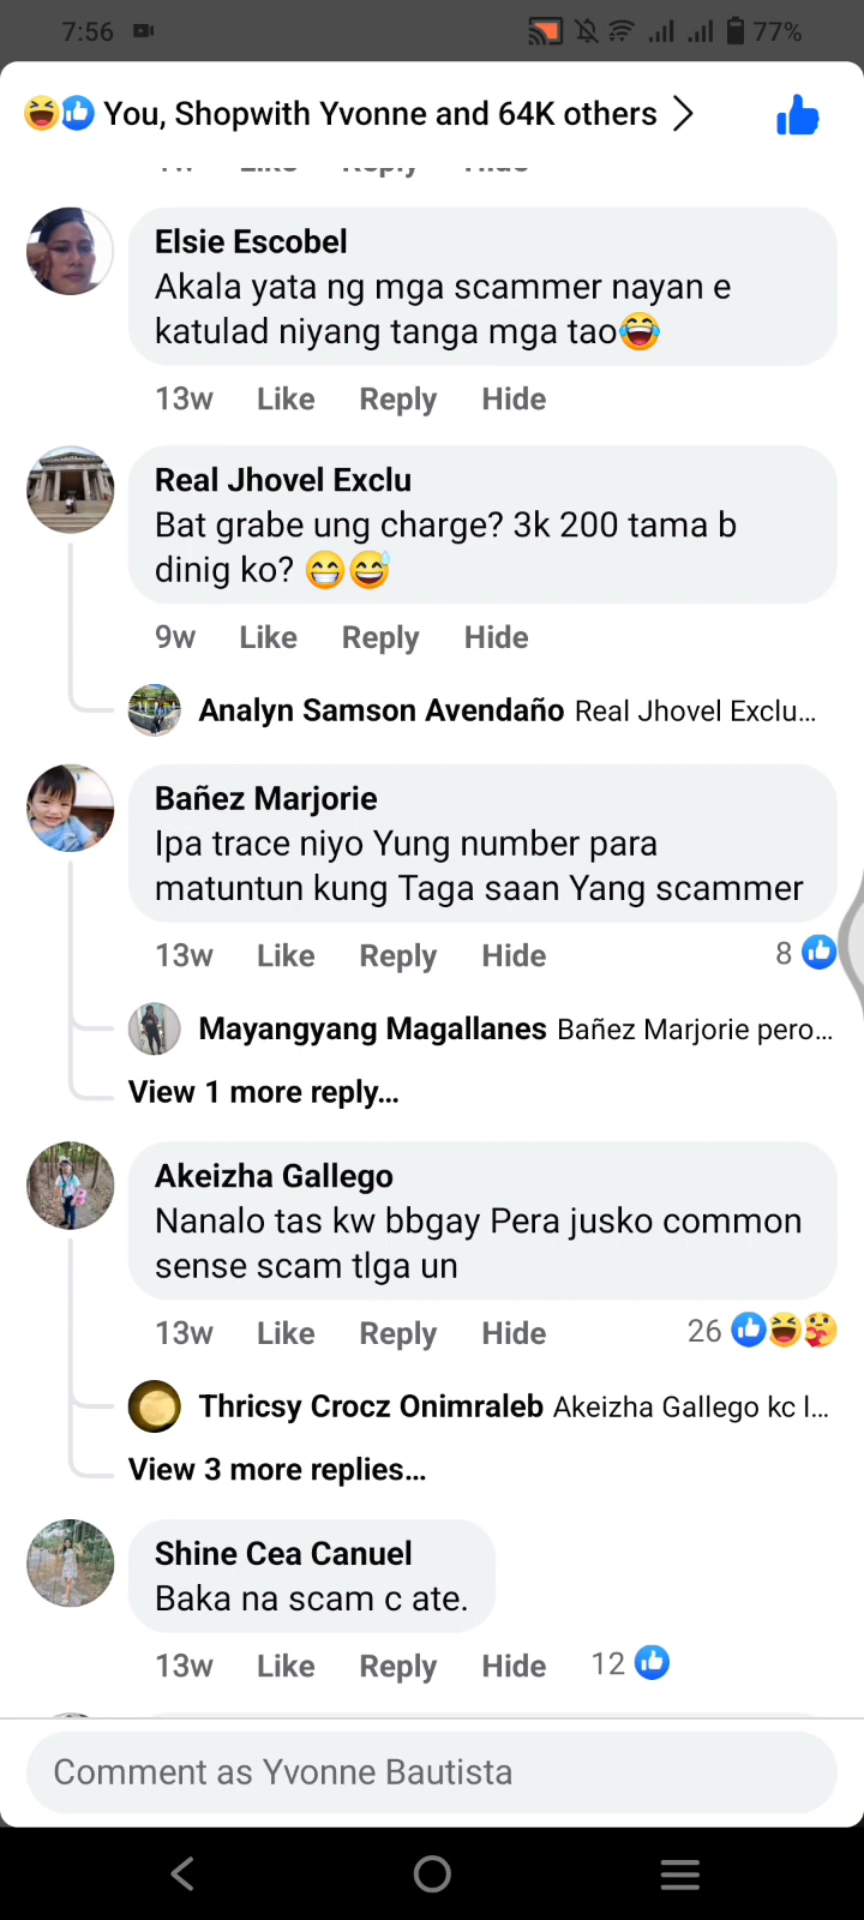 7:56
77%
You, Shopwith Yvonne and 64K others
Elsie Escobel
Akala yata ng mga scammer nayan e
katulad niyang tanga mga tao😂
13w Like Reply Hide
Real Jhovel Exclu
Bat grabe ung charge? 3k 200 tama b
dinig ko? 😁😅
9w Like Reply Hide
Analyn Samson Avendaño Real Jhovel Exclu...
Bañez Marjorie
Ipa trace niyo Yung number para
matuntun kung Taga saan Yang scammer
13w Like Reply Hide 8
Mayangyang Magallanes Bañez Marjorie pero...
View 1 more reply...
Akeizha Gallego
Nanalo tas kw bbgay Pera jusko common
sense scam tlga un
13w Like Reply Hide 26
Thricsy Crocz Onimraleb Akeizha Gallego kc l...
View 3 more replies...
Shine Cea Canuel
Baka na scam c ate.
13w Like Reply Hide 12
Comment as Yvonne Bautista